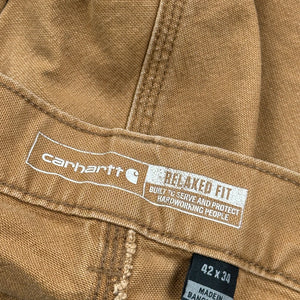 carhartt
RELAXED FIT
BUILT TO SERVE AND PROTECT
HARDWORKING PEOPLE
42 x 34
MADE IN